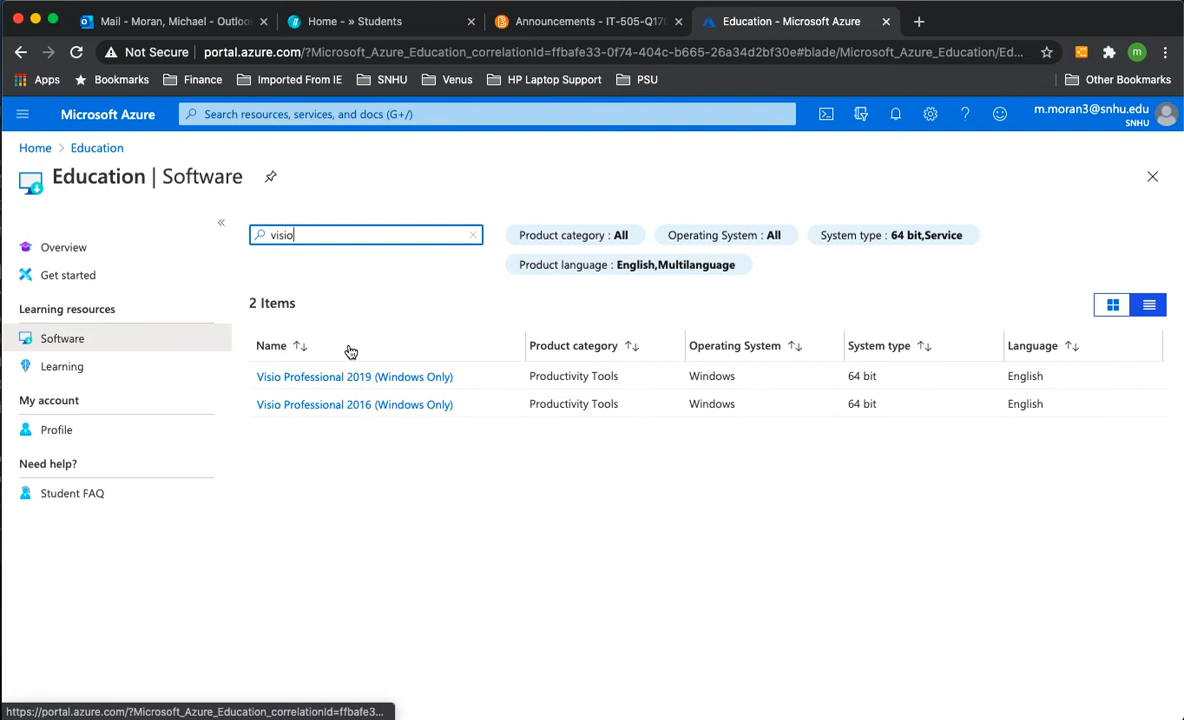 Mail - Moran, Michael - Outloo
Home - » Students
Announcements - IT-505-Q170
Education - Microsoft Azure
Not Secure
portal.azure.com/?Microsoft_Azure_Education_correlationId=ffbafe33-0f74-404c-b665-26a34d2bf30e#blade/Microsoft_Azure_Education/Ed...
m
Apps
Bookmarks
Finance
Imported From IE
SNHU
Venus
HP Laptop Support
PSU
Other Bookmarks
Microsoft Azure
Search resources, services, and docs (G+/)
m.moran3@snhu.edu
SNHU
Home > Education
Education | Software
visio
Product category : All
Operating System : All
System type : 64 bit,Service
Product language : English,Multilanguage
Overview
Get started
Learning resources
Software
Learning
My account
Profile
Need help?
Student FAQ
2 Items
Name Product category Operating System System type Language
Visio Professional 2019 (Windows Only) Productivity Tools Windows 64 bit English
Visio Professional 2016 (Windows Only) Productivity Tools Windows 64 bit English
https://portal.azure.com/?Microsoft_Azure_Education_correlationId=ffbafe3...